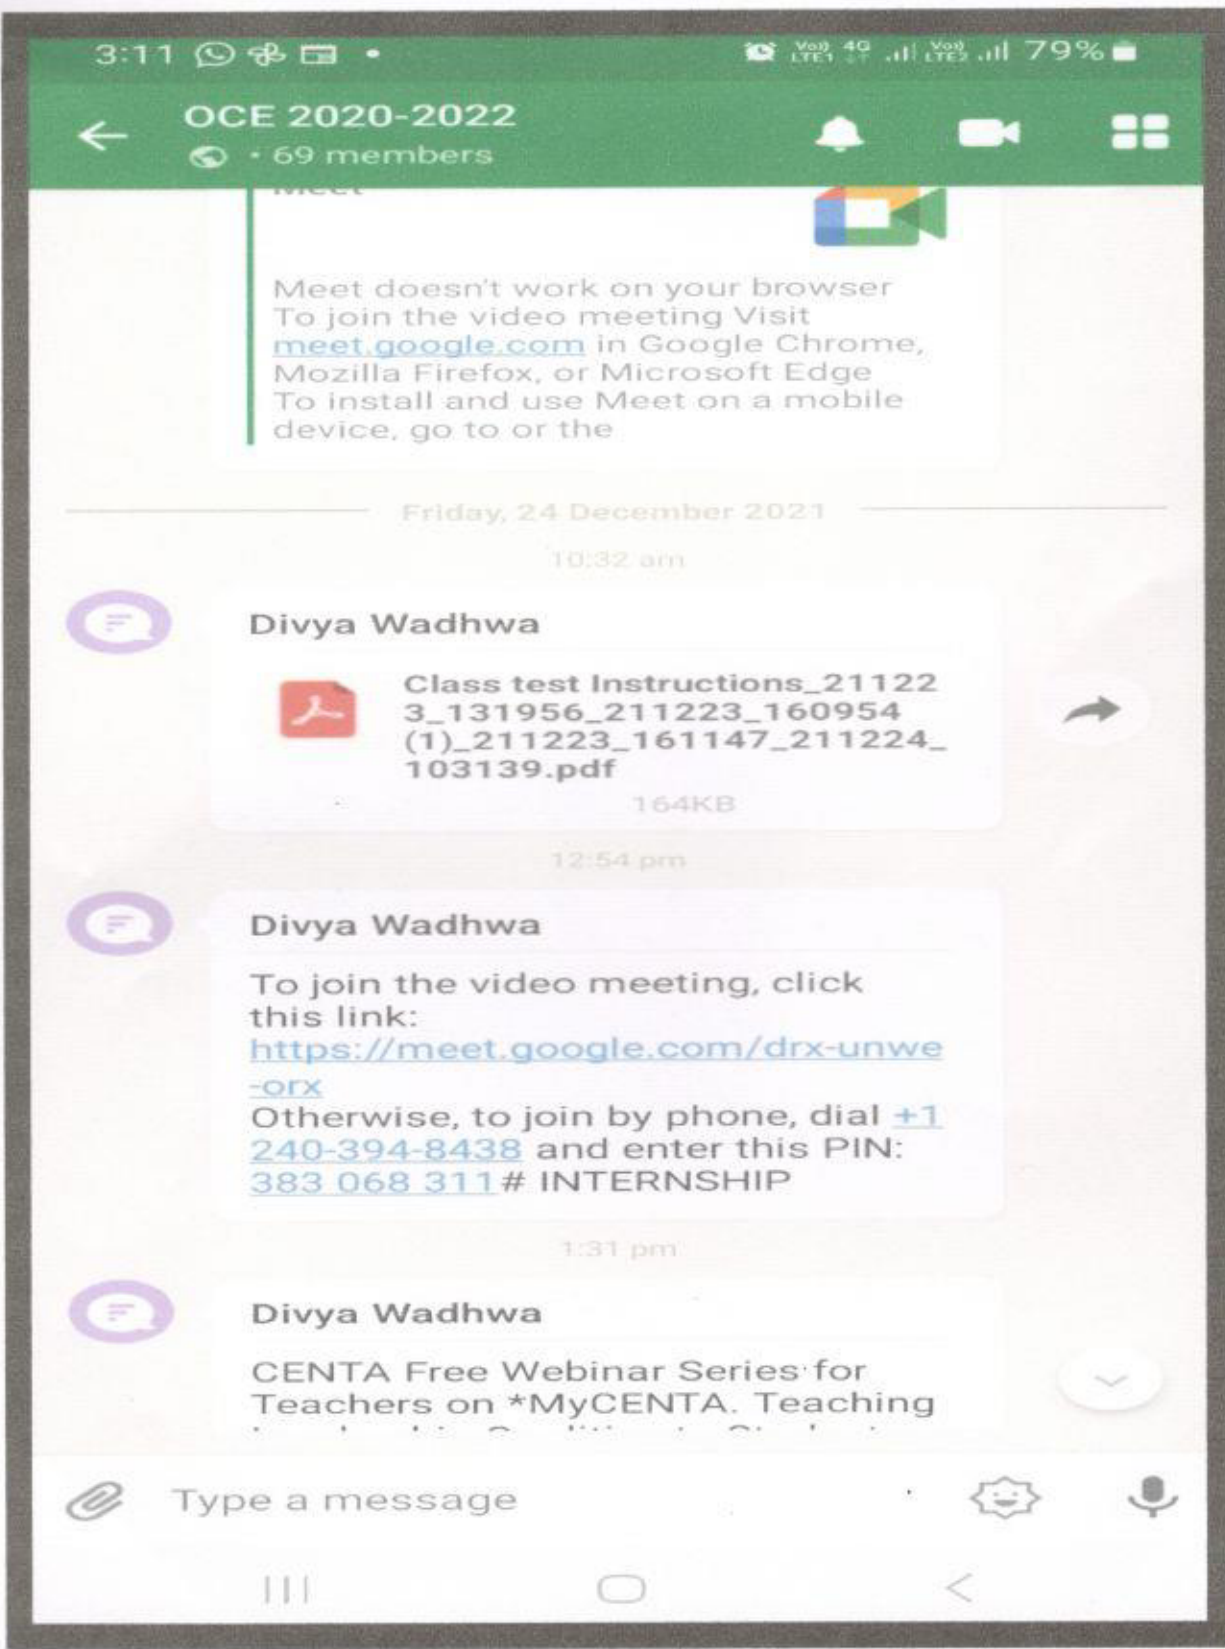 3:11
Vo)) LTE1 4G Vo)) LTE2 79%
OCE 2020-2022
• 69 members
Meet
Meet doesn't work on your browser
To join the video meeting Visit
meet.google.com in Google Chrome,
Mozilla Firefox, or Microsoft Edge
To install and use Meet on a mobile
device, go to or the
Friday, 24 December 2021
10:32 am
Divya Wadhwa
Class test Instructions_21122
3_131956_211223_160954
(1)_211223_161147_211224_
103139.pdf
164KB
12:54 pm
Divya Wadhwa
To join the video meeting, click
this link:
https://meet.google.com/drx-unwe
-orx
Otherwise, to join by phone, dial +1
240-394-8438 and enter this PIN:
383 068 311# INTERNSHIP
1:31 pm
Divya Wadhwa
CENTA Free Webinar Series for
Teachers on *MyCENTA. Teaching
Type a message